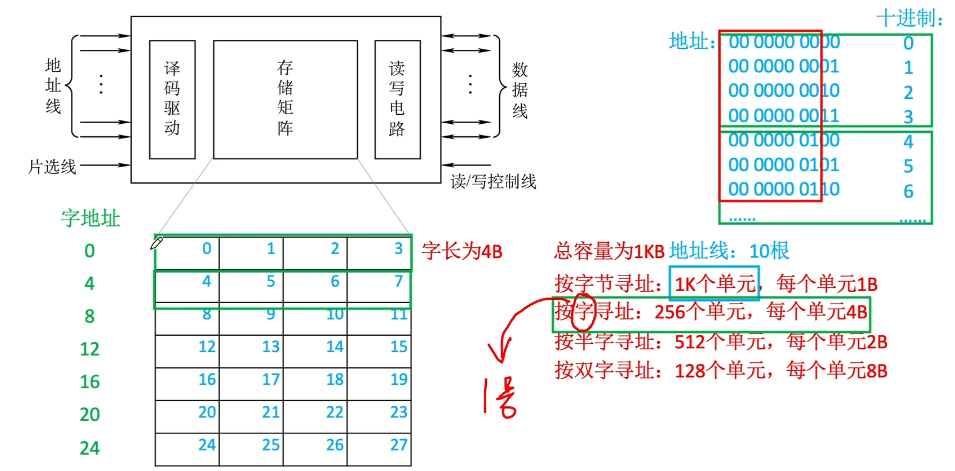 地址线
⋮
译码驱动
存储矩阵
读写电路
⋮
数据线
片选线
读/写控制线
十进制：
地址： 00 0000 0000 0
00 0000 0001 1
00 0000 0010 2
00 0000 0011 3
00 0000 0100 4
00 0000 0101 5
00 0000 0110 6
...... ......
字地址
0 0 1 2 3 字长为4B
4 4 5 6 7
8 8 9 10 11
12 12 13 14 15
16 16 17 18 19
20 20 21 22 23
24 24 25 26 27
总容量为1KB 地址线：10根
按字节寻址：1K个单元，每个单元1B
按字寻址：256个单元，每个单元4B
按半字寻址：512个单元，每个单元2B
按双字寻址：128个单元，每个单元8B
1号